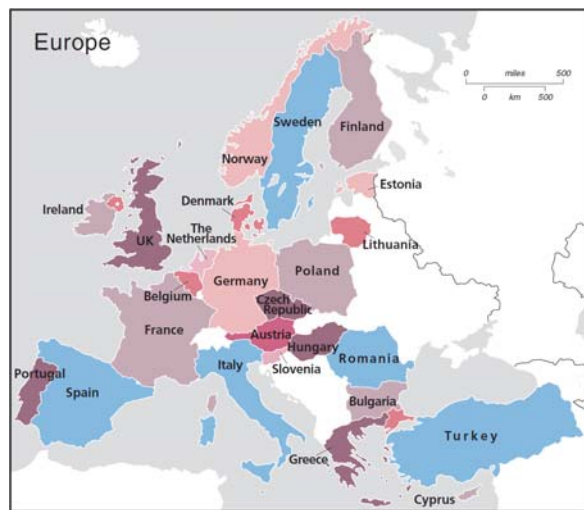 Europe
0 miles 500
0 km 500
Sweden
Finland
Norway
Estonia
Denmark
Ireland
The
Netherlands
Lithuania
UK
Germany
Poland
Belgium
Czech
Republic
France
Austria
Hungary
Romania
Italy
Slovenia
Portugal
Spain
Bulgaria
Turkey
Greece
Cyprus